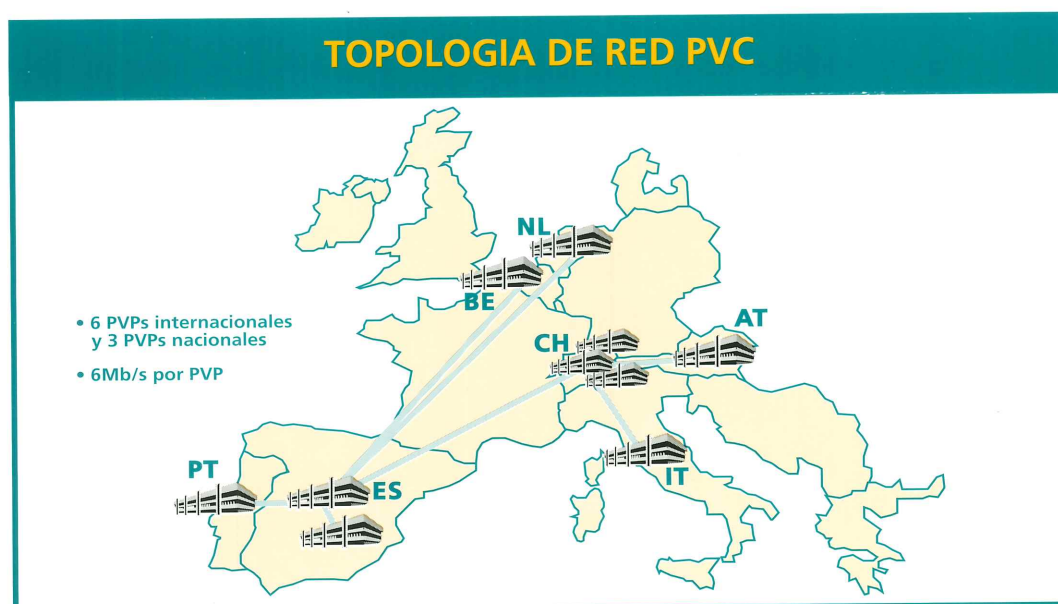 TOPOLOGIA DE RED PVC
NL
BE
• 6 PVPs internacionales
y 3 PVPs nacionales
AT
CH
• 6Mb/s por PVP
PT
ES
IT